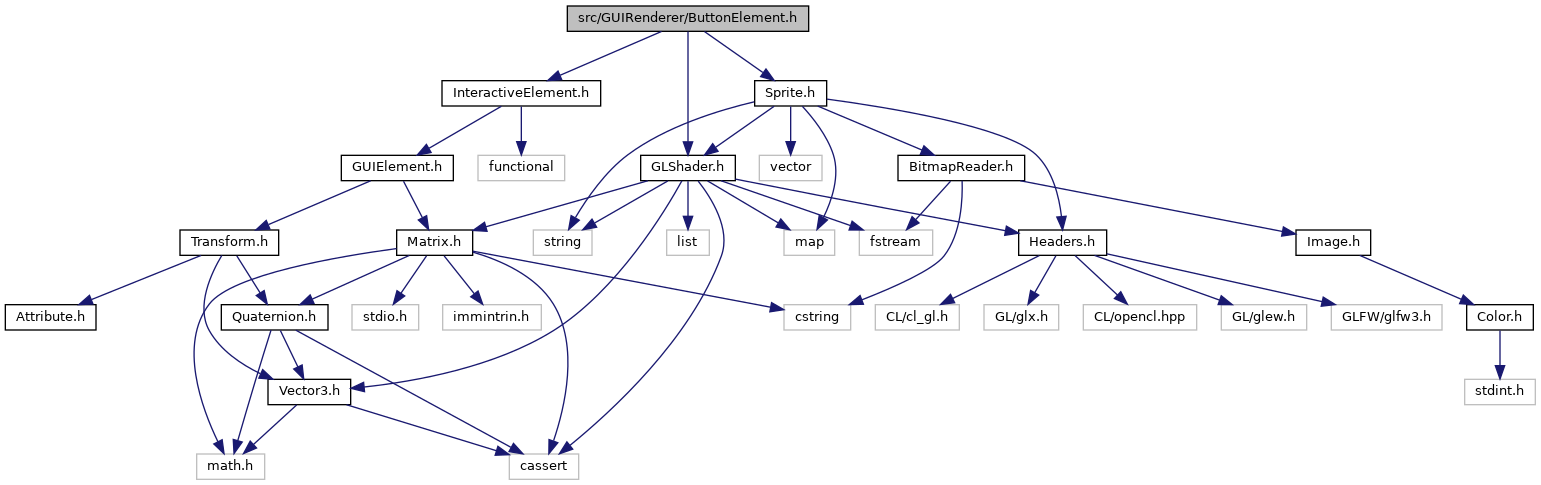 src/GUIRenderer/ButtonElement.h
InteractiveElement.h
Sprite.h
GUIElement.h
functional
GLShader.h
vector
BitmapReader.h
Transform.h
Matrix.h
string
list
map
fstream
Headers.h
Image.h
Attribute.h
Quaternion.h
stdio.h
immintrin.h
cstring
CL/cl_gl.h
GL/glx.h
CL/opencl.hpp
GL/glew.h
GLFW/glfw3.h
Color.h
Vector3.h
stdint.h
math.h
cassert